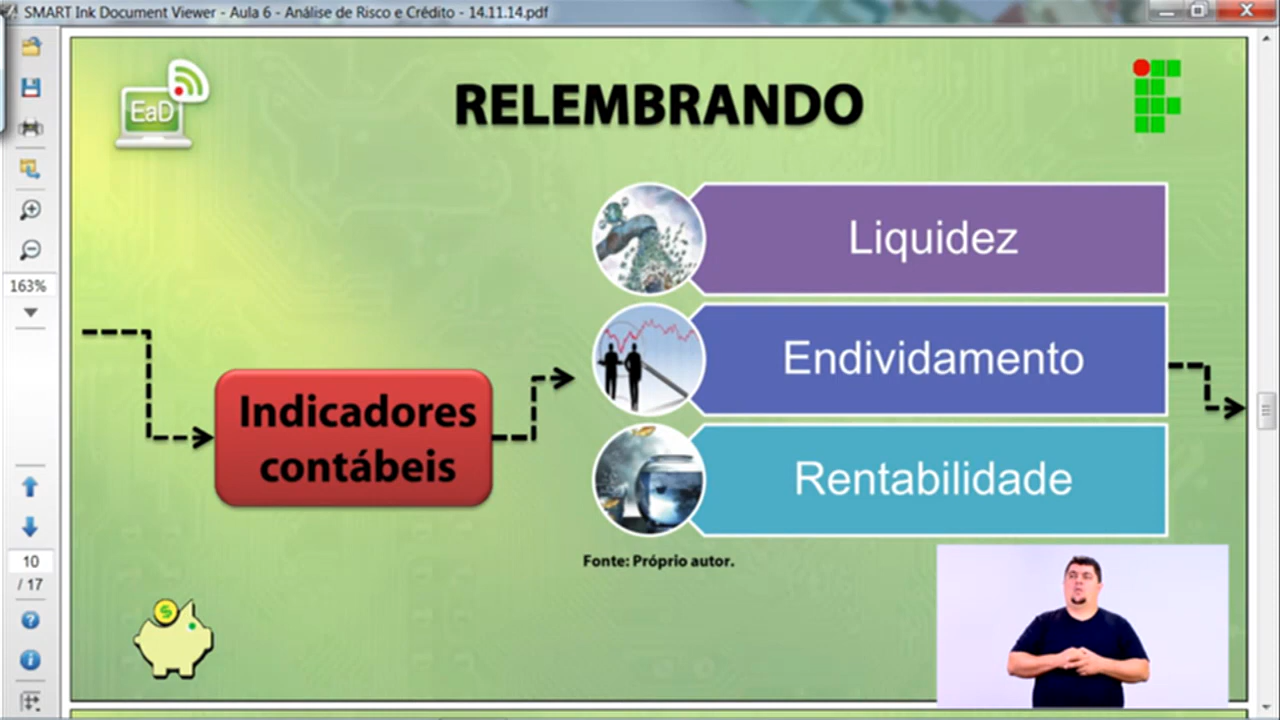 SMART Ink Document Viewer - Aula 6 - Análise de Risco e Crédito - 14.11.14.pdf
EaD
RELEMBRANDO
163%
Liquidez
Endividamento
Indicadores
contábeis
Rentabilidade
10
/ 17
Fonte: Próprio autor.